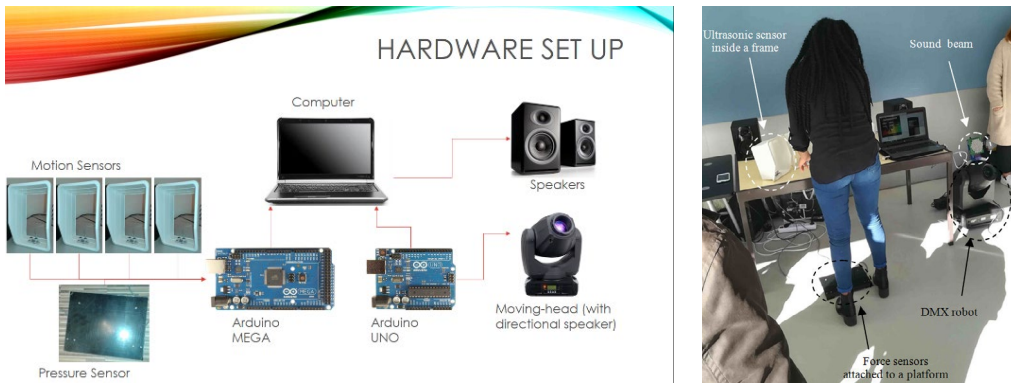 HARDWARE SET UP
Computer
Motion Sensors
Speakers
Arduino
MEGA
Arduino
UNO
Moving-head (with
directional speaker)
Pressure Sensor
Ultrasonic sensor
inside a frame
Sound beam
DMX robot
Force sensors
attached to a platform